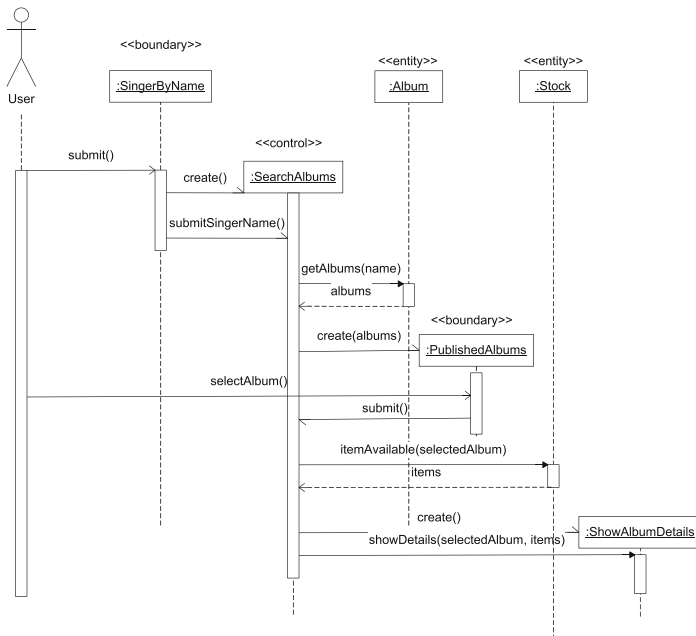 <<boundary>>
<<entity>>
<<entity>>
:SingerByName
:Album
:Stock
User
<<control>>
submit()
create()
:SearchAlbums
submitSingerName()
getAlbums(name)
albums
<<boundary>>
create(albums)
:PublishedAlbums
selectAlbum()
submit()
itemAvailable(selectedAlbum)
items
create()
:ShowAlbumDetails
showDetails(selectedAlbum, items)